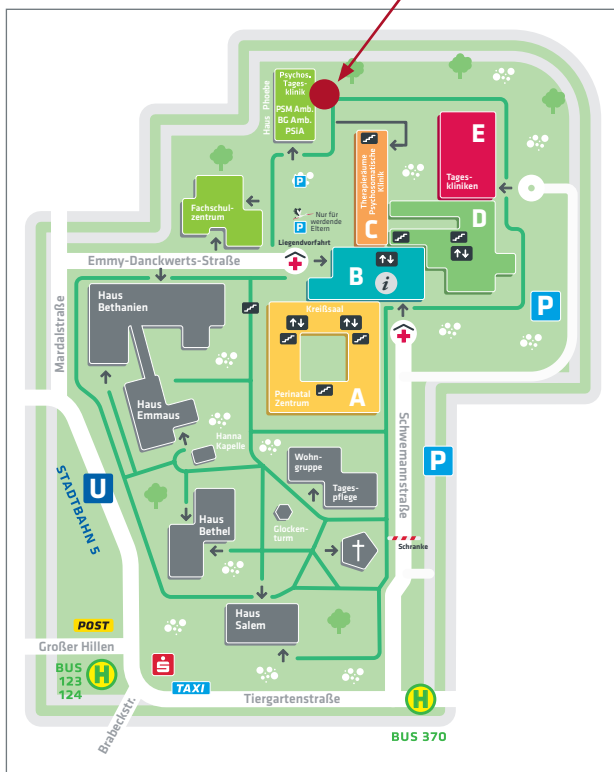 Psychos.
Tages-
klinik
PSM Amb.
BG Amb.
PSiA
Haus Phoebe
E
Tages-
kliniken
Therapieräume
Psychosomatische
Klinik
C
D
Fachschul-
zentrum
P
Nur für
werdende
Eltern
P
Liegendvorfahrt
Emmy-Danckwerts-Straße
B
i
Mardalstraße
Haus
Bethanien
Kreißsaal
P
Perinatal
Zentrum
A
Haus
Emmaus
Hanna
Kapelle
Schwemannstraße
Wohn-
gruppe
Tages-
pflege
P
U
STADTBAHN 5
Haus
Bethel
Glocken-
turm
Schranke
Haus
Salem
POST
Großer Hillen
BUS
123
124
H
S
TAXI
Tiergartenstraße
H
Brabeckstr.
BUS 370